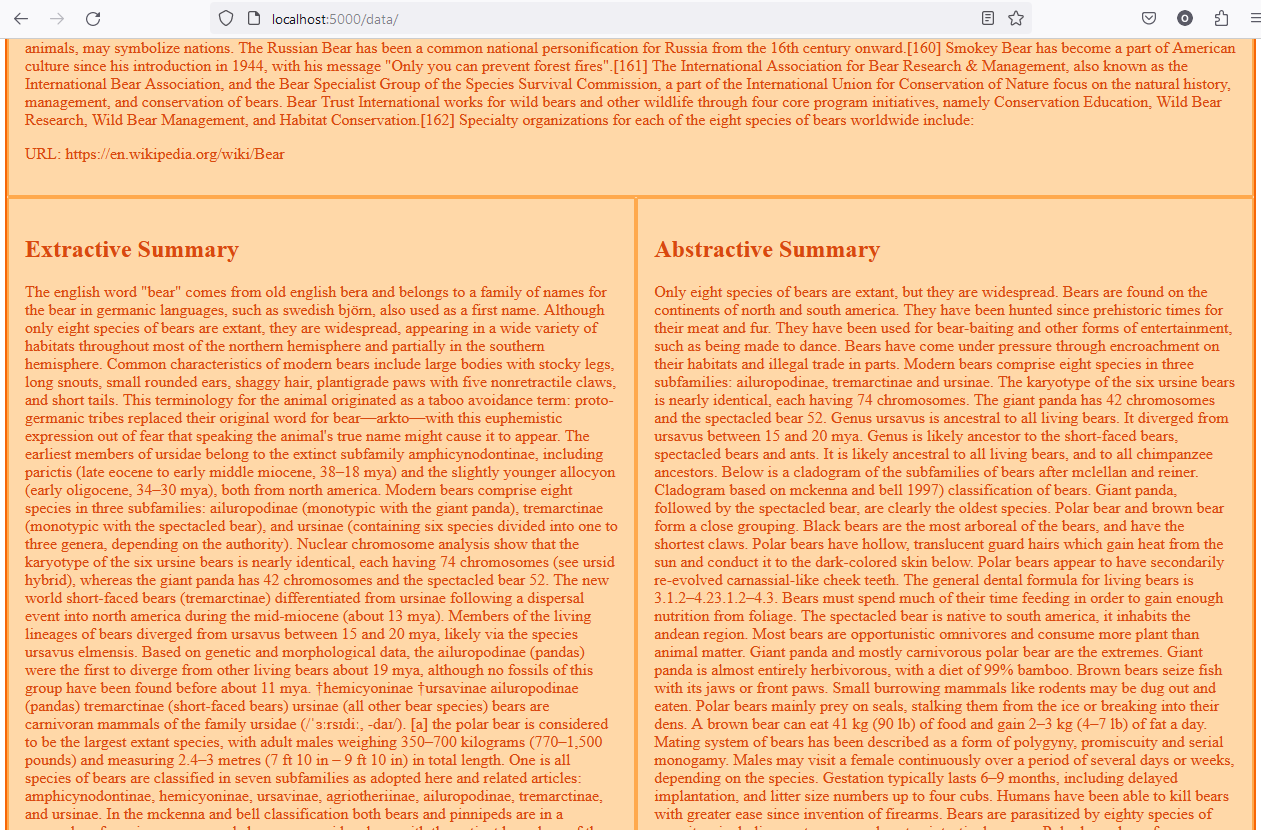 localhost:5000/data/
animals, may symbolize nations. The Russian Bear has been a common national personification for Russia from the 16th century onward.[160] Smokey Bear has become a part of American
culture since his introduction in 1944, with his message "Only you can prevent forest fires".[161] The International Association for Bear Research & Management, also known as the
International Bear Association, and the Bear Specialist Group of the Species Survival Commission, a part of the International Union for Conservation of Nature focus on the natural history,
management, and conservation of bears. Bear Trust International works for wild bears and other wildlife through four core program initiatives, namely Conservation Education, Wild Bear
Research, Wild Bear Management, and Habitat Conservation.[162] Specialty organizations for each of the eight species of bears worldwide include:
URL: https://en.wikipedia.org/wiki/Bear
Extractive Summary
The english word "bear" comes from old english bera and belongs to a family of names for
the bear in germanic languages, such as swedish björn, also used as a first name. Although
only eight species of bears are extant, they are widespread, appearing in a wide variety of
habitats throughout most of the northern hemisphere and partially in the southern
hemisphere. Common characteristics of modern bears include large bodies with stocky legs,
long snouts, small rounded ears, shaggy hair, plantigrade paws with five nonretractile claws,
and short tails. This terminology for the animal originated as a taboo avoidance term: proto-
germanic tribes replaced their original word for bear—arkto—with this euphemistic
expression out of fear that speaking the animal's true name might cause it to appear. The
earliest members of ursidae belong to the extinct subfamily amphicynodontinae, including
parictis (late eocene to early middle miocene, 38–18 mya) and the slightly younger allocyon
(early oligocene, 34–30 mya), both from north america. Modern bears comprise eight
species in three subfamilies: ailuropodinae (monotypic with the giant panda), tremarctinae
(monotypic with the spectacled bear), and ursinae (containing six species divided into one to
three genera, depending on the authority). Nuclear chromosome analysis show that the
karyotype of the six ursine bears is nearly identical, each having 74 chromosomes (see ursid
hybrid), whereas the giant panda has 42 chromosomes and the spectacled bear 52. The new
world short-faced bears (tremarctinae) differentiated from ursinae following a dispersal
event into north america during the mid-miocene (about 13 mya). Members of the living
lineages of bears diverged from ursavus between 15 and 20 mya, likely via the species
ursavus elmensis. Based on genetic and morphological data, the ailuropodinae (pandas)
were the first to diverge from other living bears about 19 mya, although no fossils of this
group have been found before about 11 mya. †hemicyoninae †ursavinae ailuropodinae
(pandas) tremarctinae (short-faced bears) ursinae (all other bear species) bears are
carnivoran mammals of the family ursidae (/ˈɜːrsɪdiː, -daɪ/). [a] the polar bear is considered
to be the largest extant species, with adult males weighing 350–700 kilograms (770–1,500
pounds) and measuring 2.4–3 metres (7 ft 10 in – 9 ft 10 in) in total length. One is all
species of bears are classified in seven subfamilies as adopted here and related articles:
amphicynodontinae, hemicyoninae, ursavinae, agriotheriinae, ailuropodinae, tremarctinae,
and ursinae. In the mckenna and bell classification both bears and pinnipeds are in a
Abstractive Summary
Only eight species of bears are extant, but they are widespread. Bears are found on the
continents of north and south america. They have been hunted since prehistoric times for
their meat and fur. They have been used for bear-baiting and other forms of entertainment,
such as being made to dance. Bears have come under pressure through encroachment on
their habitats and illegal trade in parts. Modern bears comprise eight species in three
subfamilies: ailuropodinae, tremarctinae and ursinae. The karyotype of the six ursine bears
is nearly identical, each having 74 chromosomes. The giant panda has 42 chromosomes
and the spectacled bear 52. Genus ursavus is ancestral to all living bears. It diverged from
ursavus between 15 and 20 mya. Genus is likely ancestor to the short-faced bears,
spectacled bears and ants. It is likely ancestral to all living bears, and to all chimpanzee
ancestors. Below is a cladogram of the subfamilies of bears after mclellan and reiner.
Cladogram based on mckenna and bell 1997) classification of bears. Giant panda,
followed by the spectacled bear, are clearly the oldest species. Polar bear and brown bear
form a close grouping. Black bears are the most arboreal of the bears, and have the
shortest claws. Polar bears have hollow, translucent guard hairs which gain heat from the
sun and conduct it to the dark-colored skin below. Polar bears appear to have secondarily
re-evolved carnassial-like cheek teeth. The general dental formula for living bears is
3.1.2–4.23.1.2–4.3. Bears must spend much of their time feeding in order to gain enough
nutrition from foliage. The spectacled bear is native to south america, it inhabits the
andean region. Most bears are opportunistic omnivores and consume more plant than
animal matter. Giant panda and mostly carnivorous polar bear are the extremes. Giant
panda is almost entirely herbivorous, with a diet of 99% bamboo. Brown bears seize fish
with its jaws or front paws. Small burrowing mammals like rodents may be dug out and
eaten. Polar bears mainly prey on seals, stalking them from the ice or breaking into their
dens. A brown bear can eat 41 kg (90 lb) of food and gain 2–3 kg (4–7 lb) of fat a day.
Mating system of bears has been described as a form of polygyny, promiscuity and serial
monogamy. Males may visit a female continuously over a period of several days or weeks,
depending on the species. Gestation typically lasts 6–9 months, including delayed
implantation, and litter size numbers up to four cubs. Humans have been able to kill bears
with greater ease since invention of firearms. Bears are parasitized by eighty species of